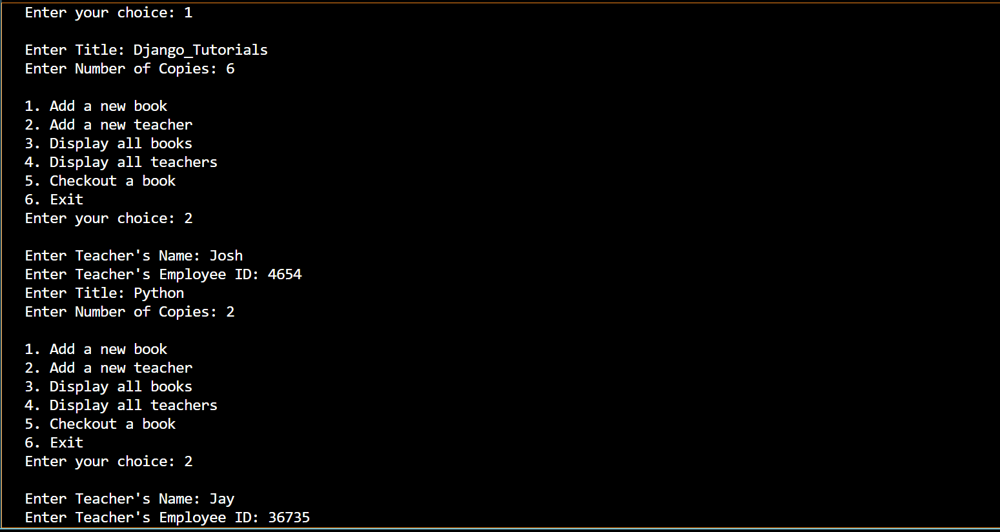 Enter your choice: 1
Enter Title: Django_Tutorials
Enter Number of Copies: 6
1. Add a new book
2. Add a new teacher
3. Display all books
4. Display all teachers
5. Checkout a book
6. Exit
Enter your choice: 2
Enter Teacher's Name: Josh
Enter Teacher's Employee ID: 4654
Enter Title: Python
Enter Number of Copies: 2
1. Add a new book
2. Add a new teacher
3. Display all books
4. Display all teachers
5. Checkout a book
6. Exit
Enter your choice: 2
Enter Teacher's Name: Jay
Enter Teacher's Employee ID: 36735